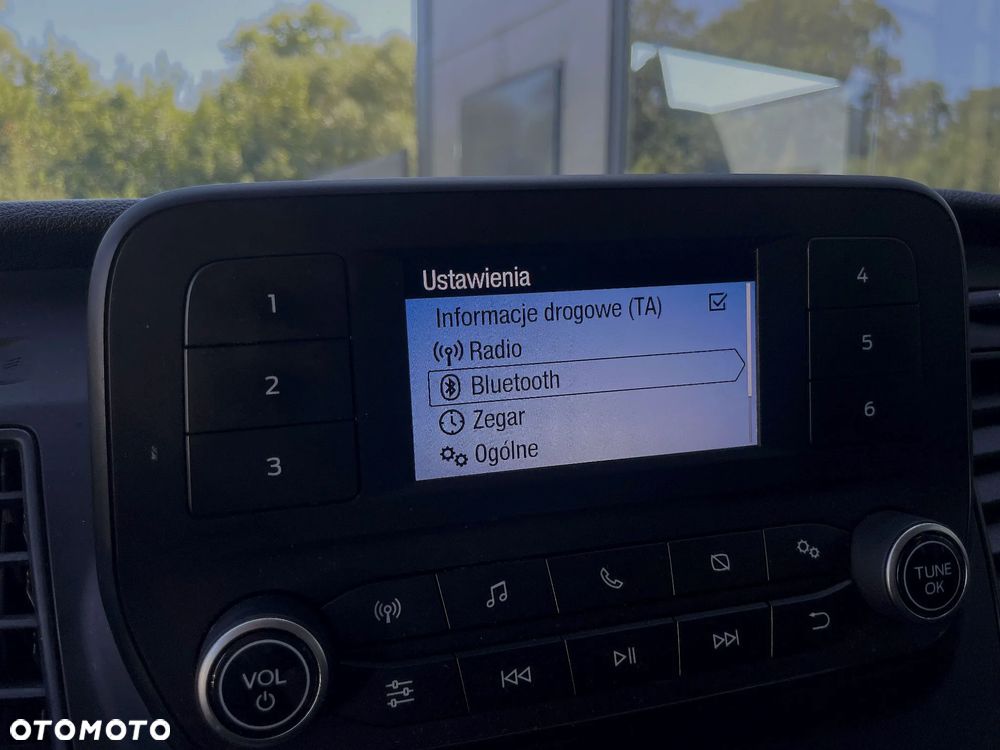 Ustawienia
Informacje drogowe (TA)
Radio
Bluetooth
Zegar
Ogólne
1
2
3
4
5
6
VOL
TUNE
OK
OTOMOTO